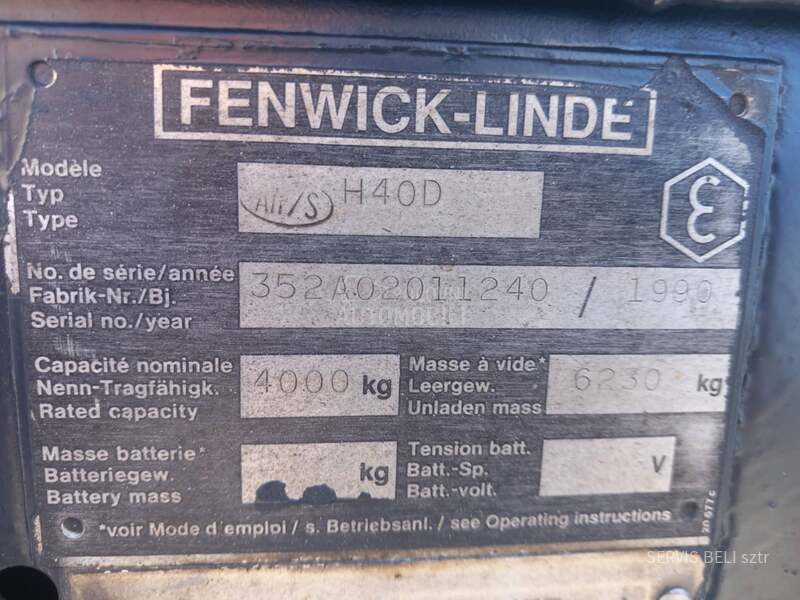 FENWICK-LINDE
Modèle
Typ
Type
H40D
ε
No. de série/année
Fabrik-Nr./Bj.
Serial no./year
352A02011240 / 1990
Capacité nominale
Nenn-Tragfähigk.
Rated capacity
4000 kg
Masse à vide*
Leergew.
Unladen mass
6230 kg
Masse batterie*
Batteriegew.
Battery mass
kg
Tension batt.
Batt.-Sp.
Batt.-volt.
V
*voir Mode d'emploi / s. Betriebsanl. / see Operating instructions
20 677 c
SERVIS BELI sztr